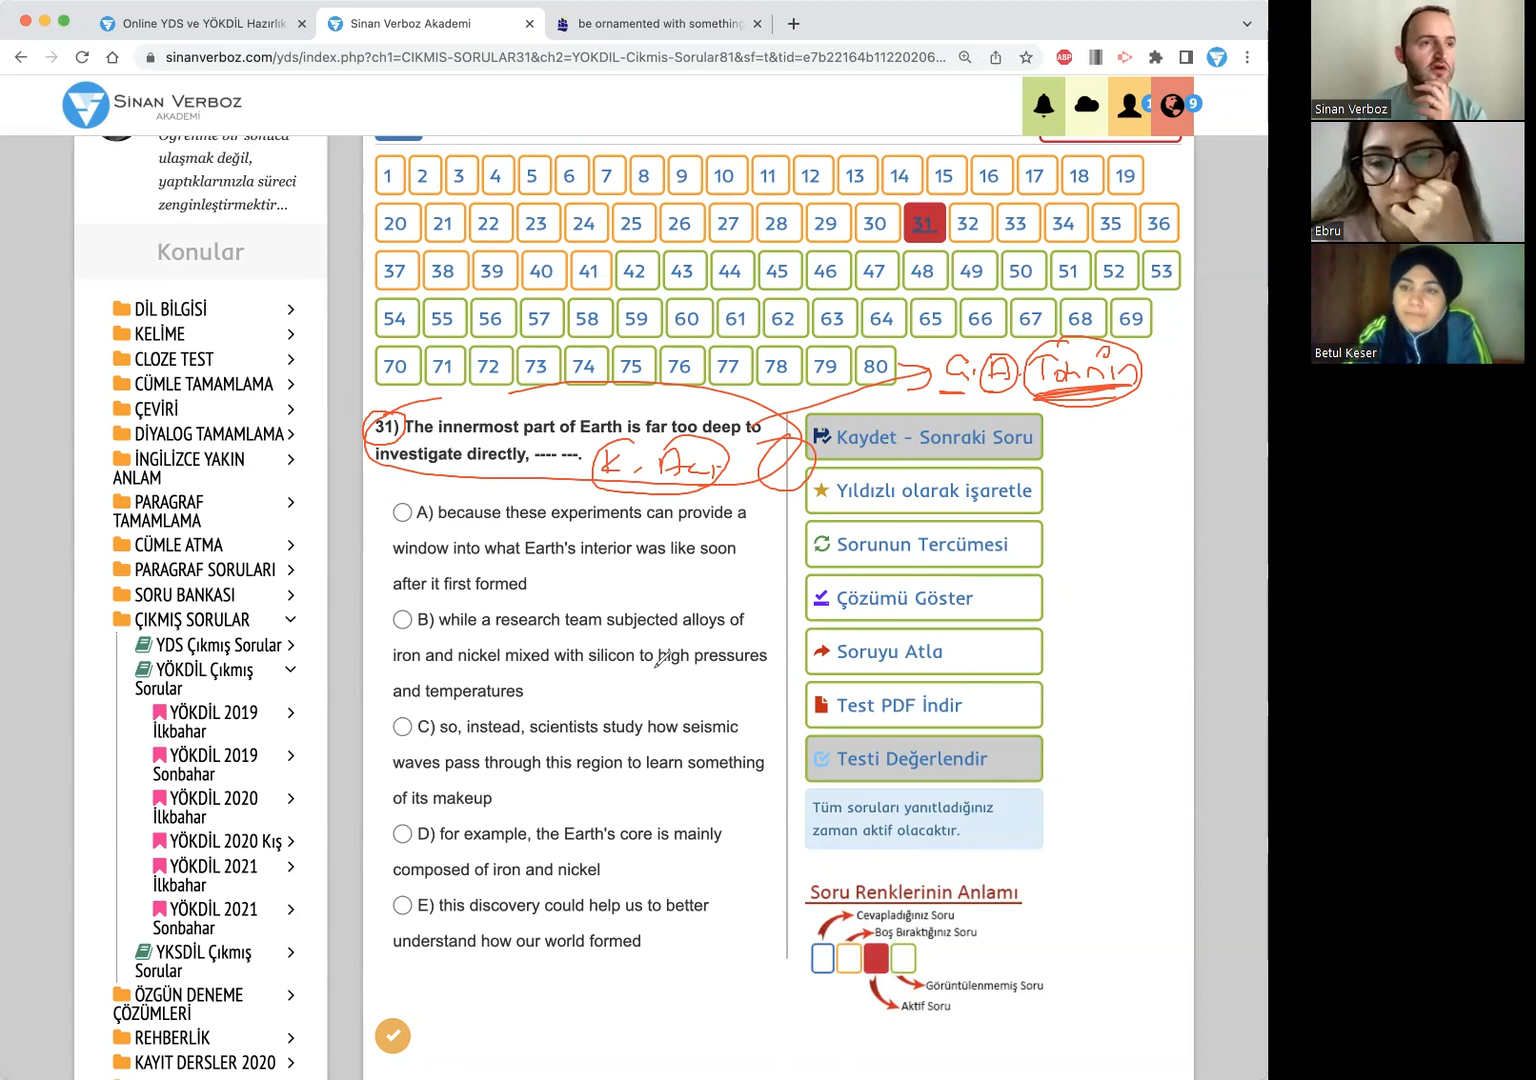 Online YDS ve YÖKDİL Hazırlık
Sinan Verboz Akademi
be ornamented with something
sinanverboz.com/yds/index.php?ch1=CIKMIS-SORULAR31&ch2=YOKDIL-Cikmis-Sorular81&sf=t&tid=e7b22164b11220206...
ABP
SİNAN VERBOZ
AKADEMİ
1
9
Öğrenme bir sonuca
ulaşmak değil,
yaptıklarınızla süreci
zenginleştirmektir...
Konular
DİL BİLGİSİ
KELİME
CLOZE TEST
CÜMLE TAMAMLAMA
ÇEVİRİ
DİYALOG TAMAMLAMA
İNGİLİZCE YAKIN
ANLAM
PARAGRAF
TAMAMLAMA
CÜMLE ATMA
PARAGRAF SORULARI
SORU BANKASI
ÇIKMIŞ SORULAR
YDS Çıkmış Sorular
YÖKDİL Çıkmış
Sorular
YÖKDİL 2019
İlkbahar
YÖKDİL 2019
Sonbahar
YÖKDİL 2020
İlkbahar
YÖKDİL 2020 Kış
YÖKDİL 2021
İlkbahar
YÖKDİL 2021
Sonbahar
YKSDİL Çıkmış
Sorular
ÖZGÜN DENEME
ÇÖZÜMLERİ
REHBERLİK
KAYIT DERSLER 2020
1 2 3 4 5 6 7 8 9 10 11 12 13 14 15 16 17 18 19
20 21 22 23 24 25 26 27 28 29 30 31 32 33 34 35 36
37 38 39 40 41 42 43 44 45 46 47 48 49 50 51 52 53
54 55 56 57 58 59 60 61 62 63 64 65 66 67 68 69
70 71 72 73 74 75 76 77 78 79 80
31) The innermost part of Earth is far too deep to
investigate directly, ---- ---.
A) because these experiments can provide a
window into what Earth's interior was like soon
after it first formed
B) while a research team subjected alloys of
iron and nickel mixed with silicon to high pressures
and temperatures
C) so, instead, scientists study how seismic
waves pass through this region to learn something
of its makeup
D) for example, the Earth's core is mainly
composed of iron and nickel
E) this discovery could help us to better
understand how our world formed
Kaydet - Sonraki Soru
Yıldızlı olarak işaretle
Sorunun Tercümesi
Çözümü Göster
Soruyu Atla
Test PDF İndir
Testi Değerlendir
Tüm soruları yanıtladığınız
zaman aktif olacaktır.
Soru Renklerinin Anlamı
Cevapladığınız Soru
Boş Bıraktığınız Soru
Görüntülenmemiş Soru
Aktif Soru
Sinan Verboz
Ebru
Betul Keser